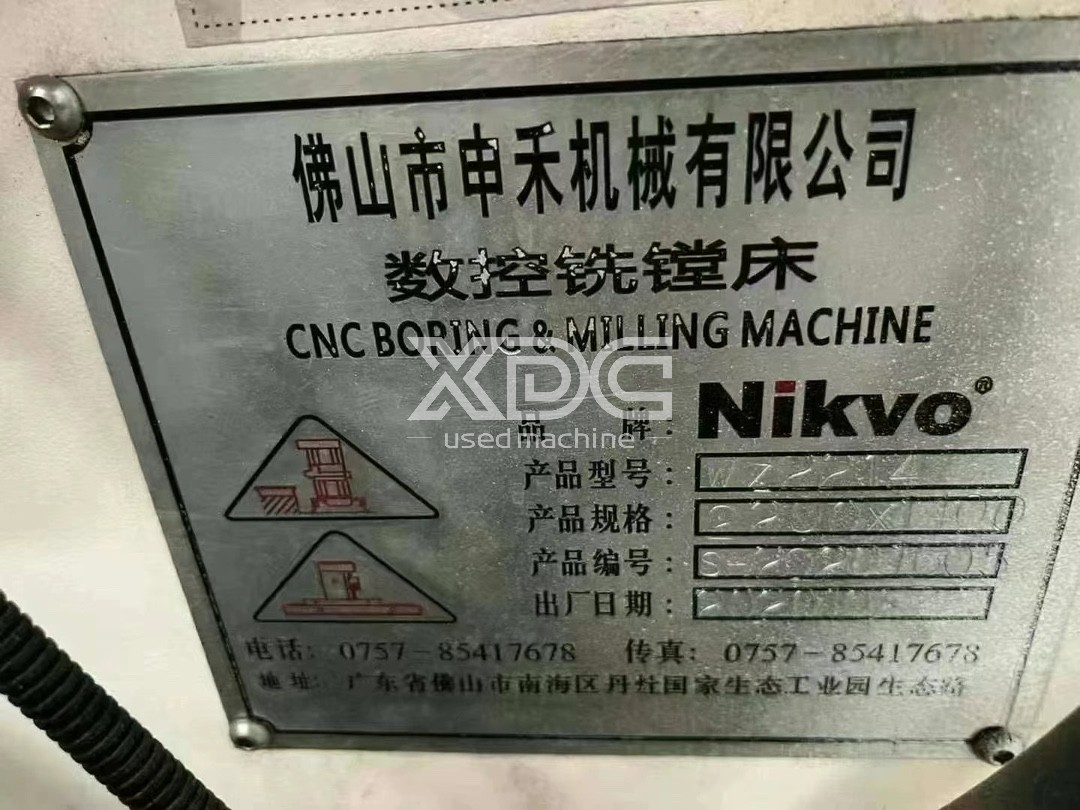 佛山市申禾机械有限公司
数控铣镗床
CNC BORING & MILLING MACHINE
XDC
used machine
品 牌: Nikvo®
产品型号: WZ2214
产品规格:
产品编号:
出厂日期:
电话: 0757-85417678 传真: 0757-85417678
地址: 广东省佛山市南海区丹灶国家生态工业园生态路